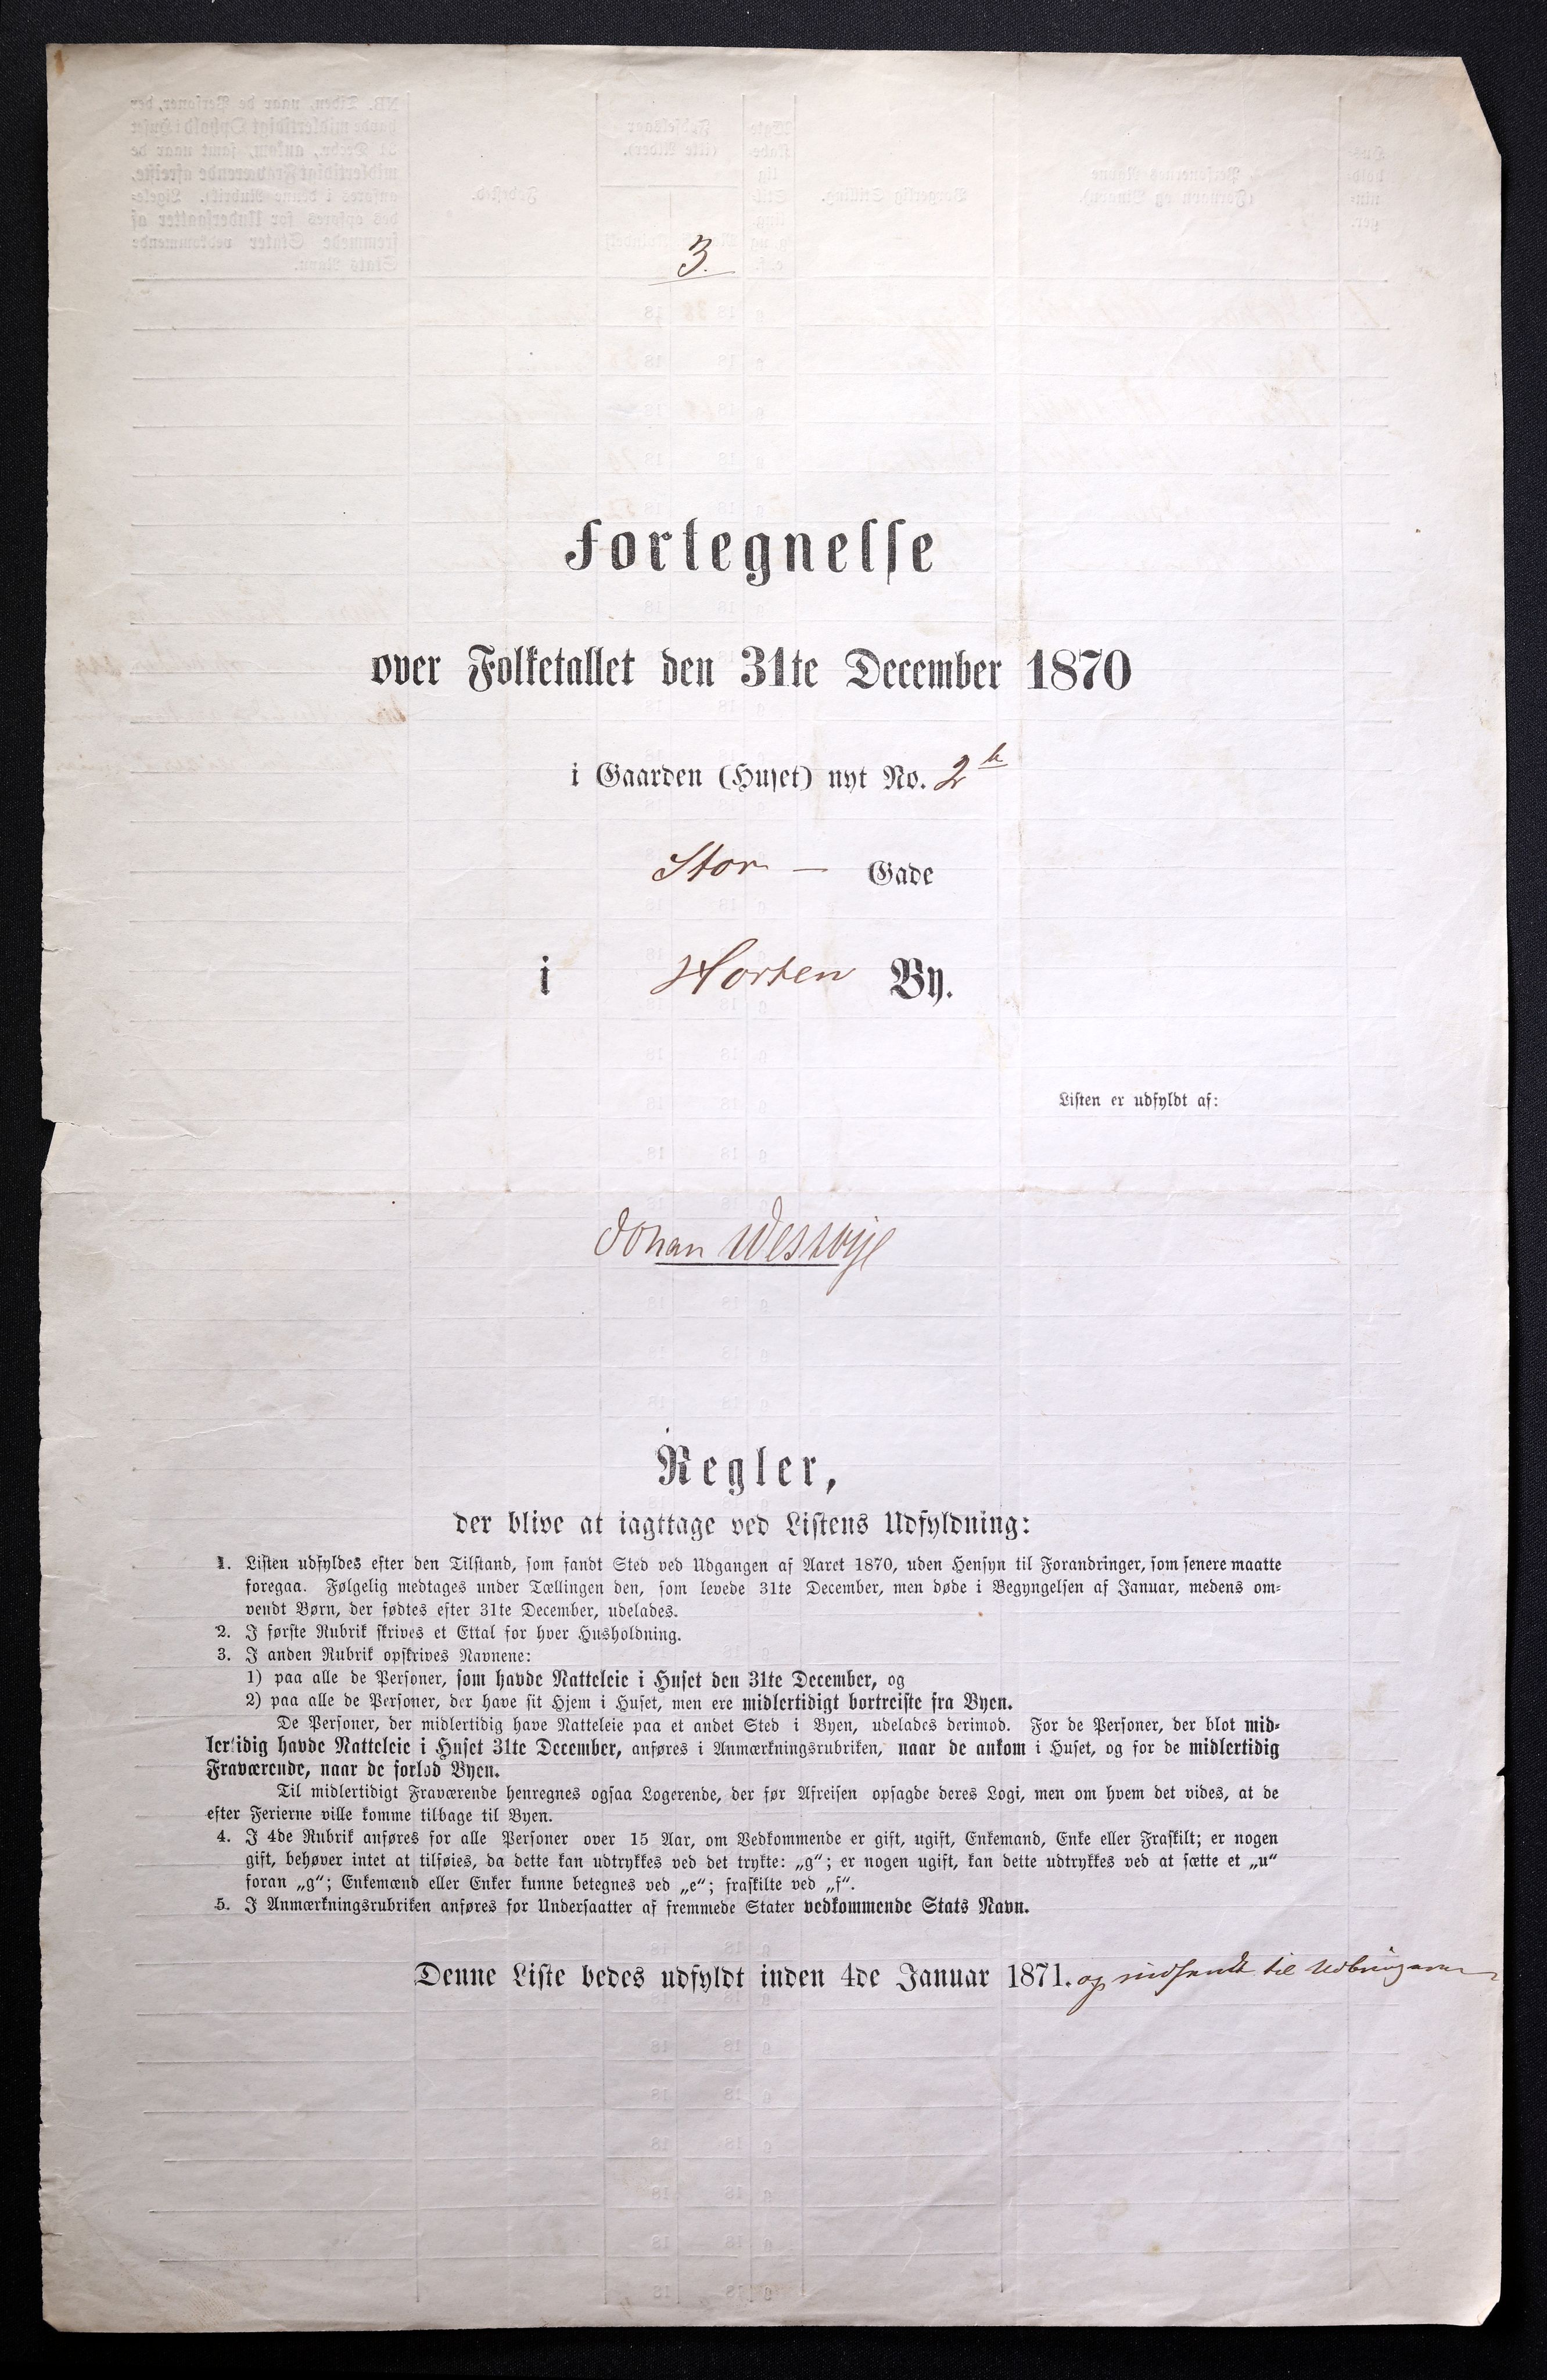 3.
Fortegnelse
over Folketallet den 31te December 1870
i Gaarden (Huset) nyt No. 2
Stor – Gade
i Horten By.
Listen er udfyldt af:
Johan Westbye
Regler,
der blive at iagttage ved Listens Udfyldning:
1. Listen udfyldes efter den Tilstand, som fandt Sted ved Udgangen af Aaret 1870, uden Hensyn til Forandringer, som senere maatte
foregaa. Følgelig medtages under Tællingen den, som levede 31te December, men døde i Begyngelsen af Januar, medens om-
vendt Børn, der fødtes efter 31te December, udelades.
2. I første Rubrik skrives et Ettal for hver Husholdning.
3. I anden Rubrik opskrives Navnene:
1) paa alle de Personer, som havde Natteleie i Huset den 31te December, og
2) paa alle de Personer, der have sit Hjem i Huset, men ere midlertidigt bortreiste fra Byen.
De Personer, der midlertidig have Natteleie paa et andet Sted i Byen, udelades derimod. For de Personer, der blot mid-
lertidig havde Natteleie i Huset 31te December, anføres i Anmærkningsrubriken, naar de ankom i Huset, og for de midlertidig
Fraværende, naar de forlod Byen.
Til midlertidigt Fraværende henregnes ogsaa Logerende, der før Afreisen opsagde deres Logi, men om hvem det vides, at de
efter Ferierne ville komme tilbage til Byen.
4. I 4de Rubrik anføres for alle Personer over 15 Aar, om Vedkommende er gift, ugift, Enkemand, Enke eller Fraskilt; er nogen
gift, behøver intet at tilføies, da dette kan udtrykkes ved det trykte: „g“; er nogen ugift, kan dette udtrykkes ved at sætte et „u“
foran „g“; Enkemænd eller Enker kunne betegnes ved „e“; fraskilte ved „f“.
5. I Anmærkningsrubriken anføres for Undersaatter af fremmede Stater vedkommende Stats Navn.
Denne Liste bedes udfyldt inden 4de Januar 1871. og indsendt til